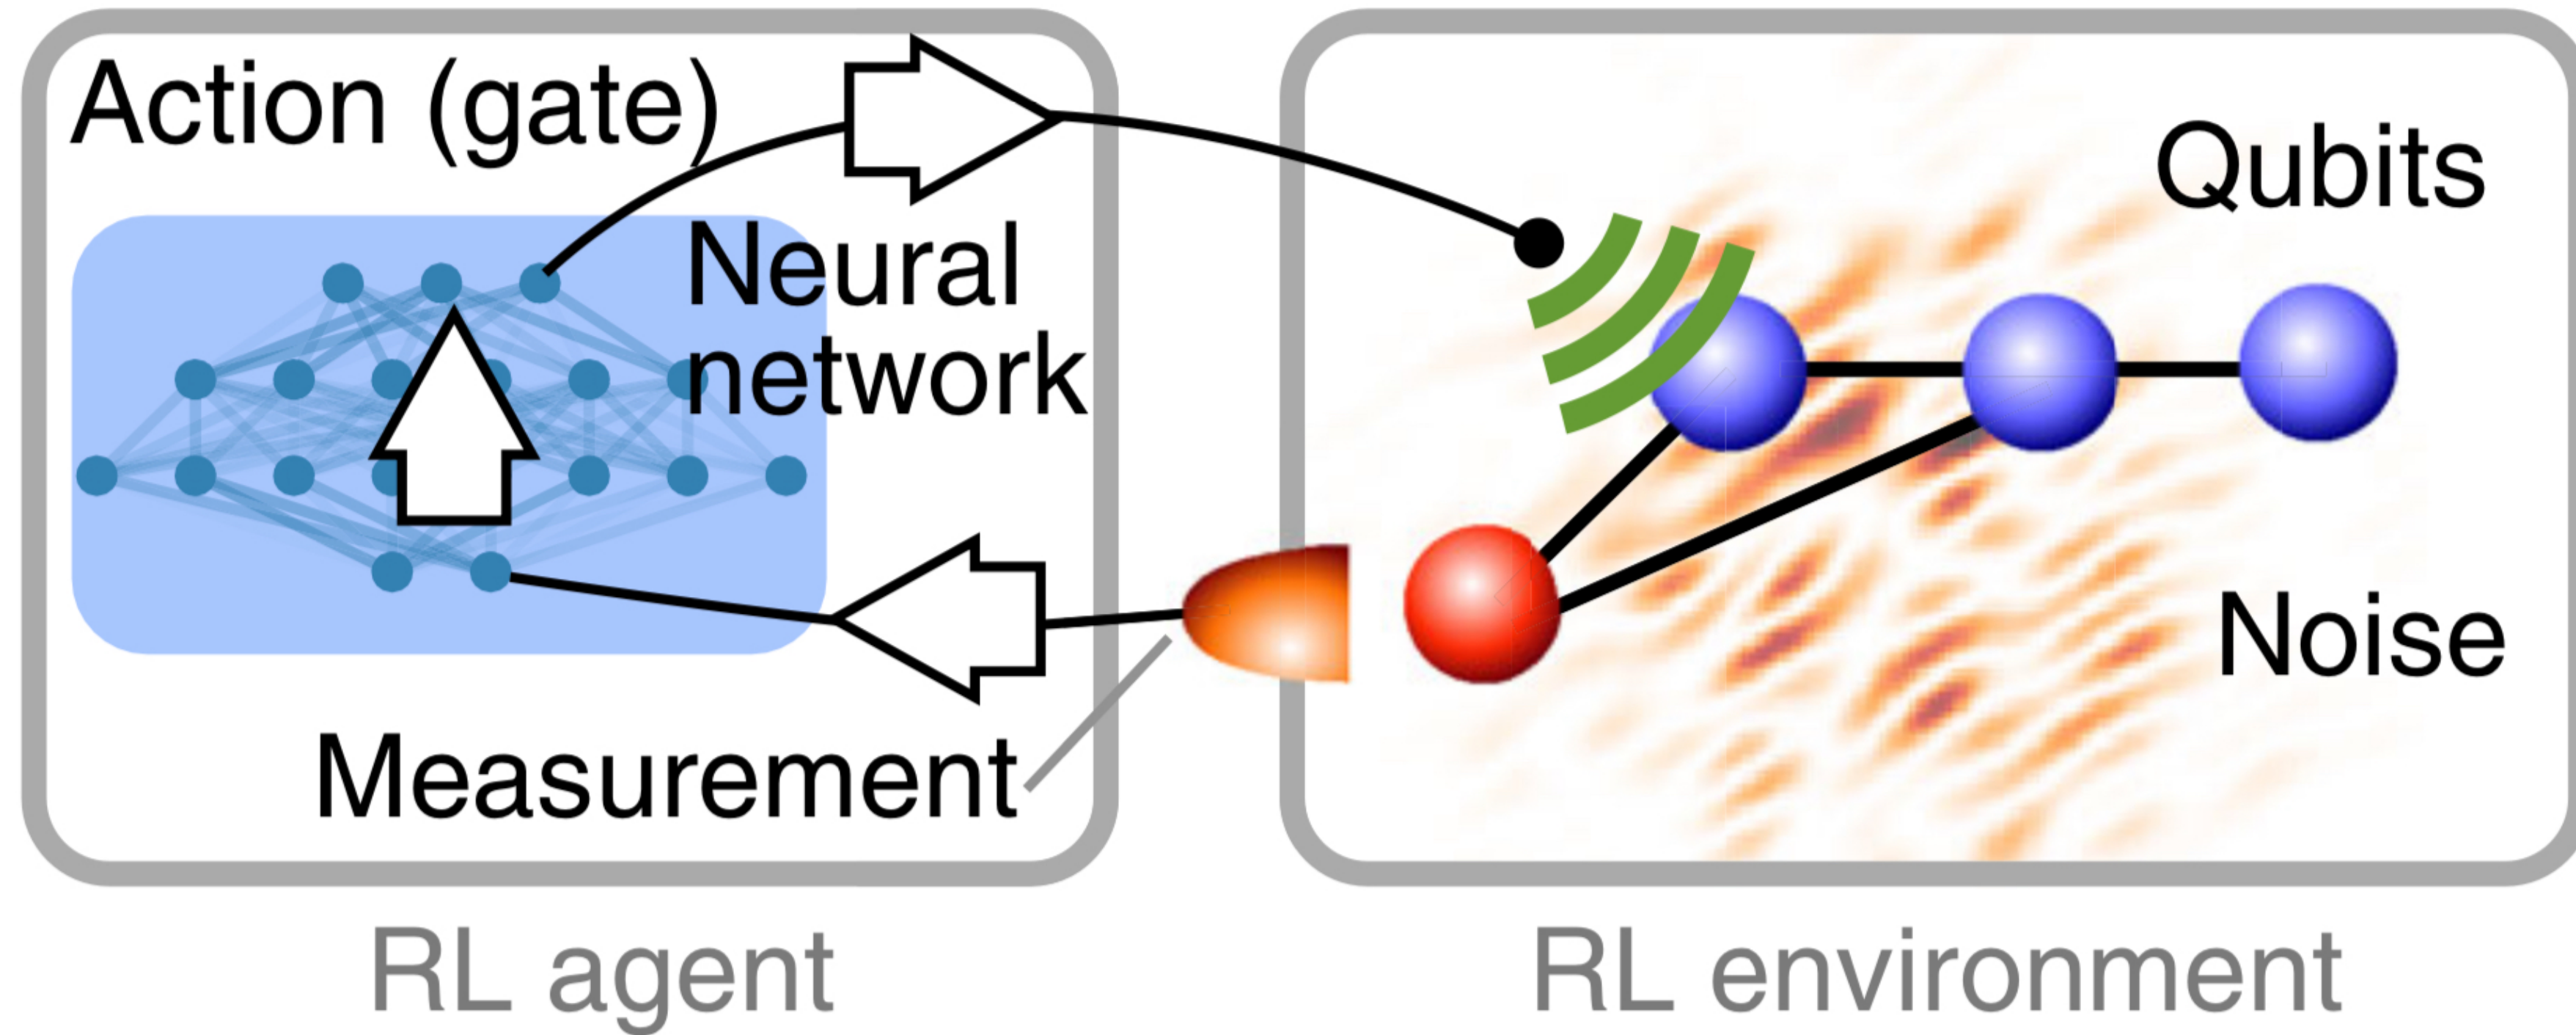 Action (gate)
Neural
network
Measurement
Qubits
Noise
RL agent
RL environment